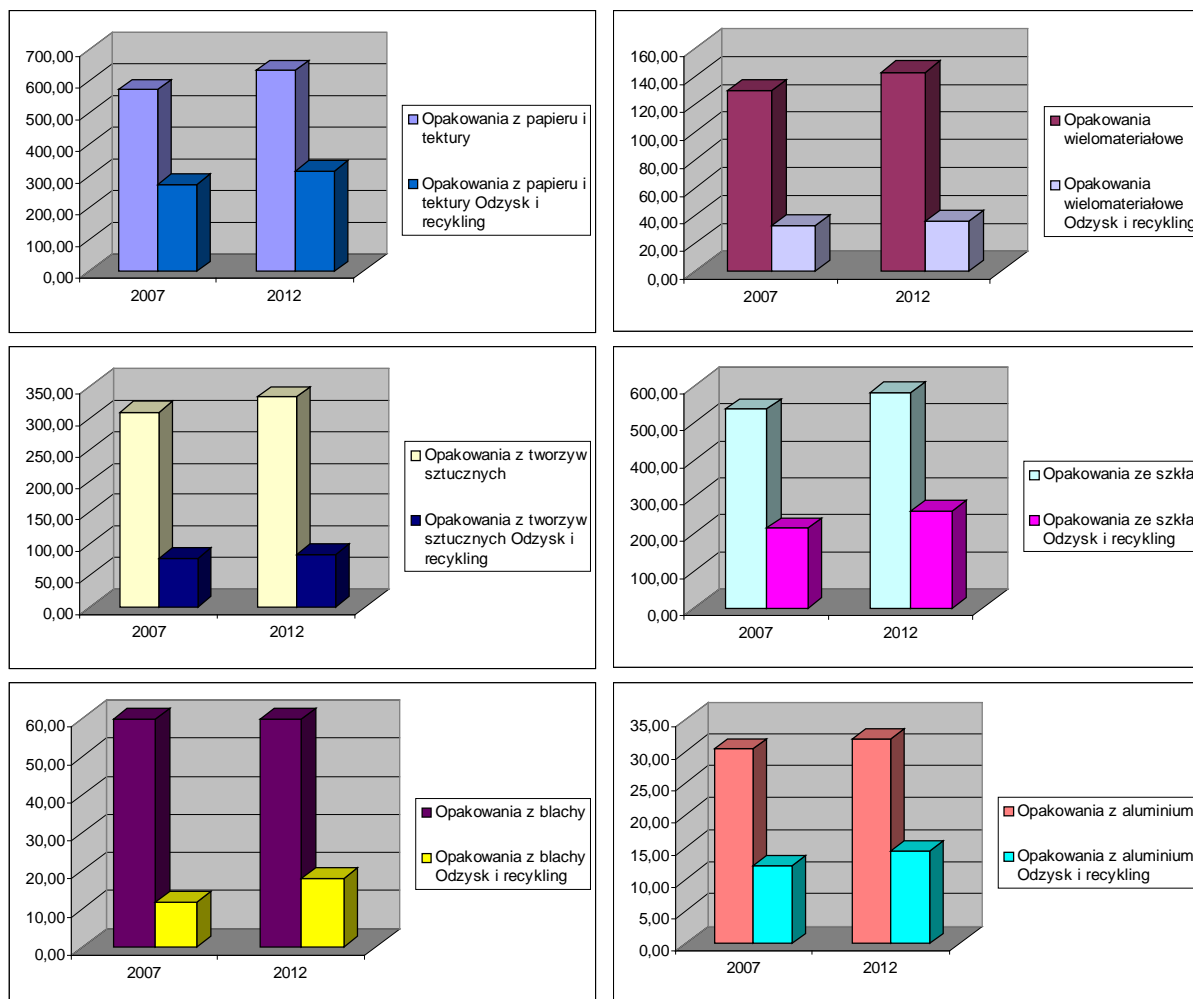 700,00
600,00
500,00
400,00
300,00
200,00
100,00
0,00
2007
2012
Opakowania z papieru i
tektury
Opakowania z papieru i
tektury Odzysk i
recykling
160,00
140,00
120,00
100,00
80,00
60,00
40,00
20,00
0,00
2007
2012
Opakowania
wielomateriałowe
Opakowania
wielomateriałowe
Odzysk i recykling
350,00
300,00
250,00
200,00
150,00
100,00
50,00
0,00
2007
2012
Opakowania z tworzyw
sztucznych
Opakowania z tworzyw
sztucznych Odzysk i
recykling
600,00
500,00
400,00
300,00
200,00
100,00
0,00
2007
2012
Opakowania ze szkła
Opakowania ze szkła
Odzysk i recykling
60,00
50,00
40,00
30,00
20,00
10,00
0,00
2007
2012
Opakowania z blachy
Opakowania z blachy
Odzysk i recykling
35,00
30,00
25,00
20,00
15,00
10,00
5,00
0,00
2007
2012
Opakowania z aluminium
Opakowania z aluminium
Odzysk i recykling